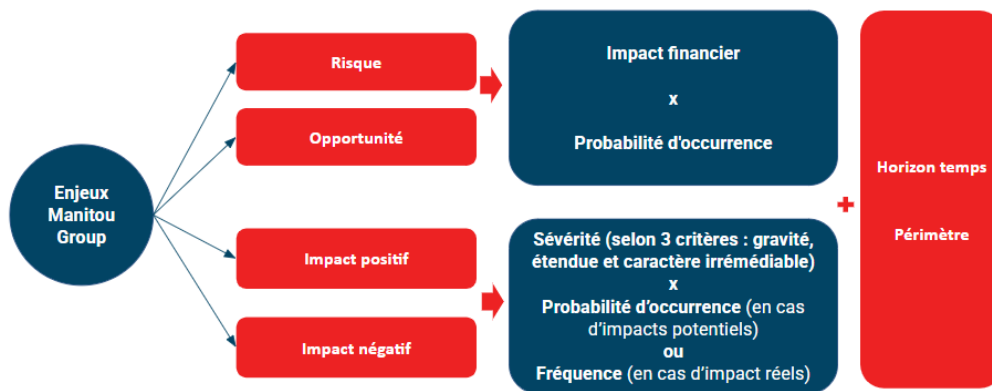 Enjeux
Manitou
Group
Risque
Opportunité
Impact positif
Impact négatif
Impact financier
x
Probabilité d'occurrence
Sévérité (selon 3 critères : gravité,
étendue et caractère irrémédiable)
x
Probabilité d’occurrence (en cas
d’impacts potentiels)
ou
Fréquence (en cas d’impact réels)
+
Horizon temps
Périmètre